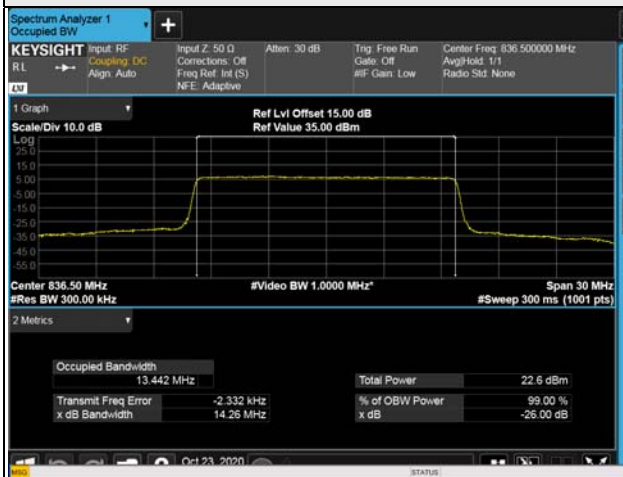 Spectrum Analyzer 1
Occupied BW
+
KEYSIGHT Input: RF Input Z: 50 Ω Atten: 30 dB Trig: Free Run Center Freq: 836.500000 MHz
RL Coupling: DC Corrections: Off Gate: Off Avg|Hold: 1/1
Align: Auto Freq Ref: Int (S) #IF Gain: Low Radio Std: None
LXI NFE: Adaptive
1 Graph Ref Lvl Offset 15.00 dB
Scale/Div 10.0 dB Ref Value 35.00 dBm
Log
25.0
15.0
5.00
-5.00
-15.0
-25.0
-35.0
-45.0
-55.0
Center 836.50 MHz #Video BW 1.0000 MHz* Span 30 MHz
#Res BW 300.00 kHz #Sweep 300 ms (1001 pts)
2 Metrics
Occupied Bandwidth
13.442 MHz Total Power 22.6 dBm
Transmit Freq Error -2.332 kHz % of OBW Power 99.00 %
x dB Bandwidth 14.26 MHz x dB -26.00 dB
Oct 23, 2020
MSG STATUS